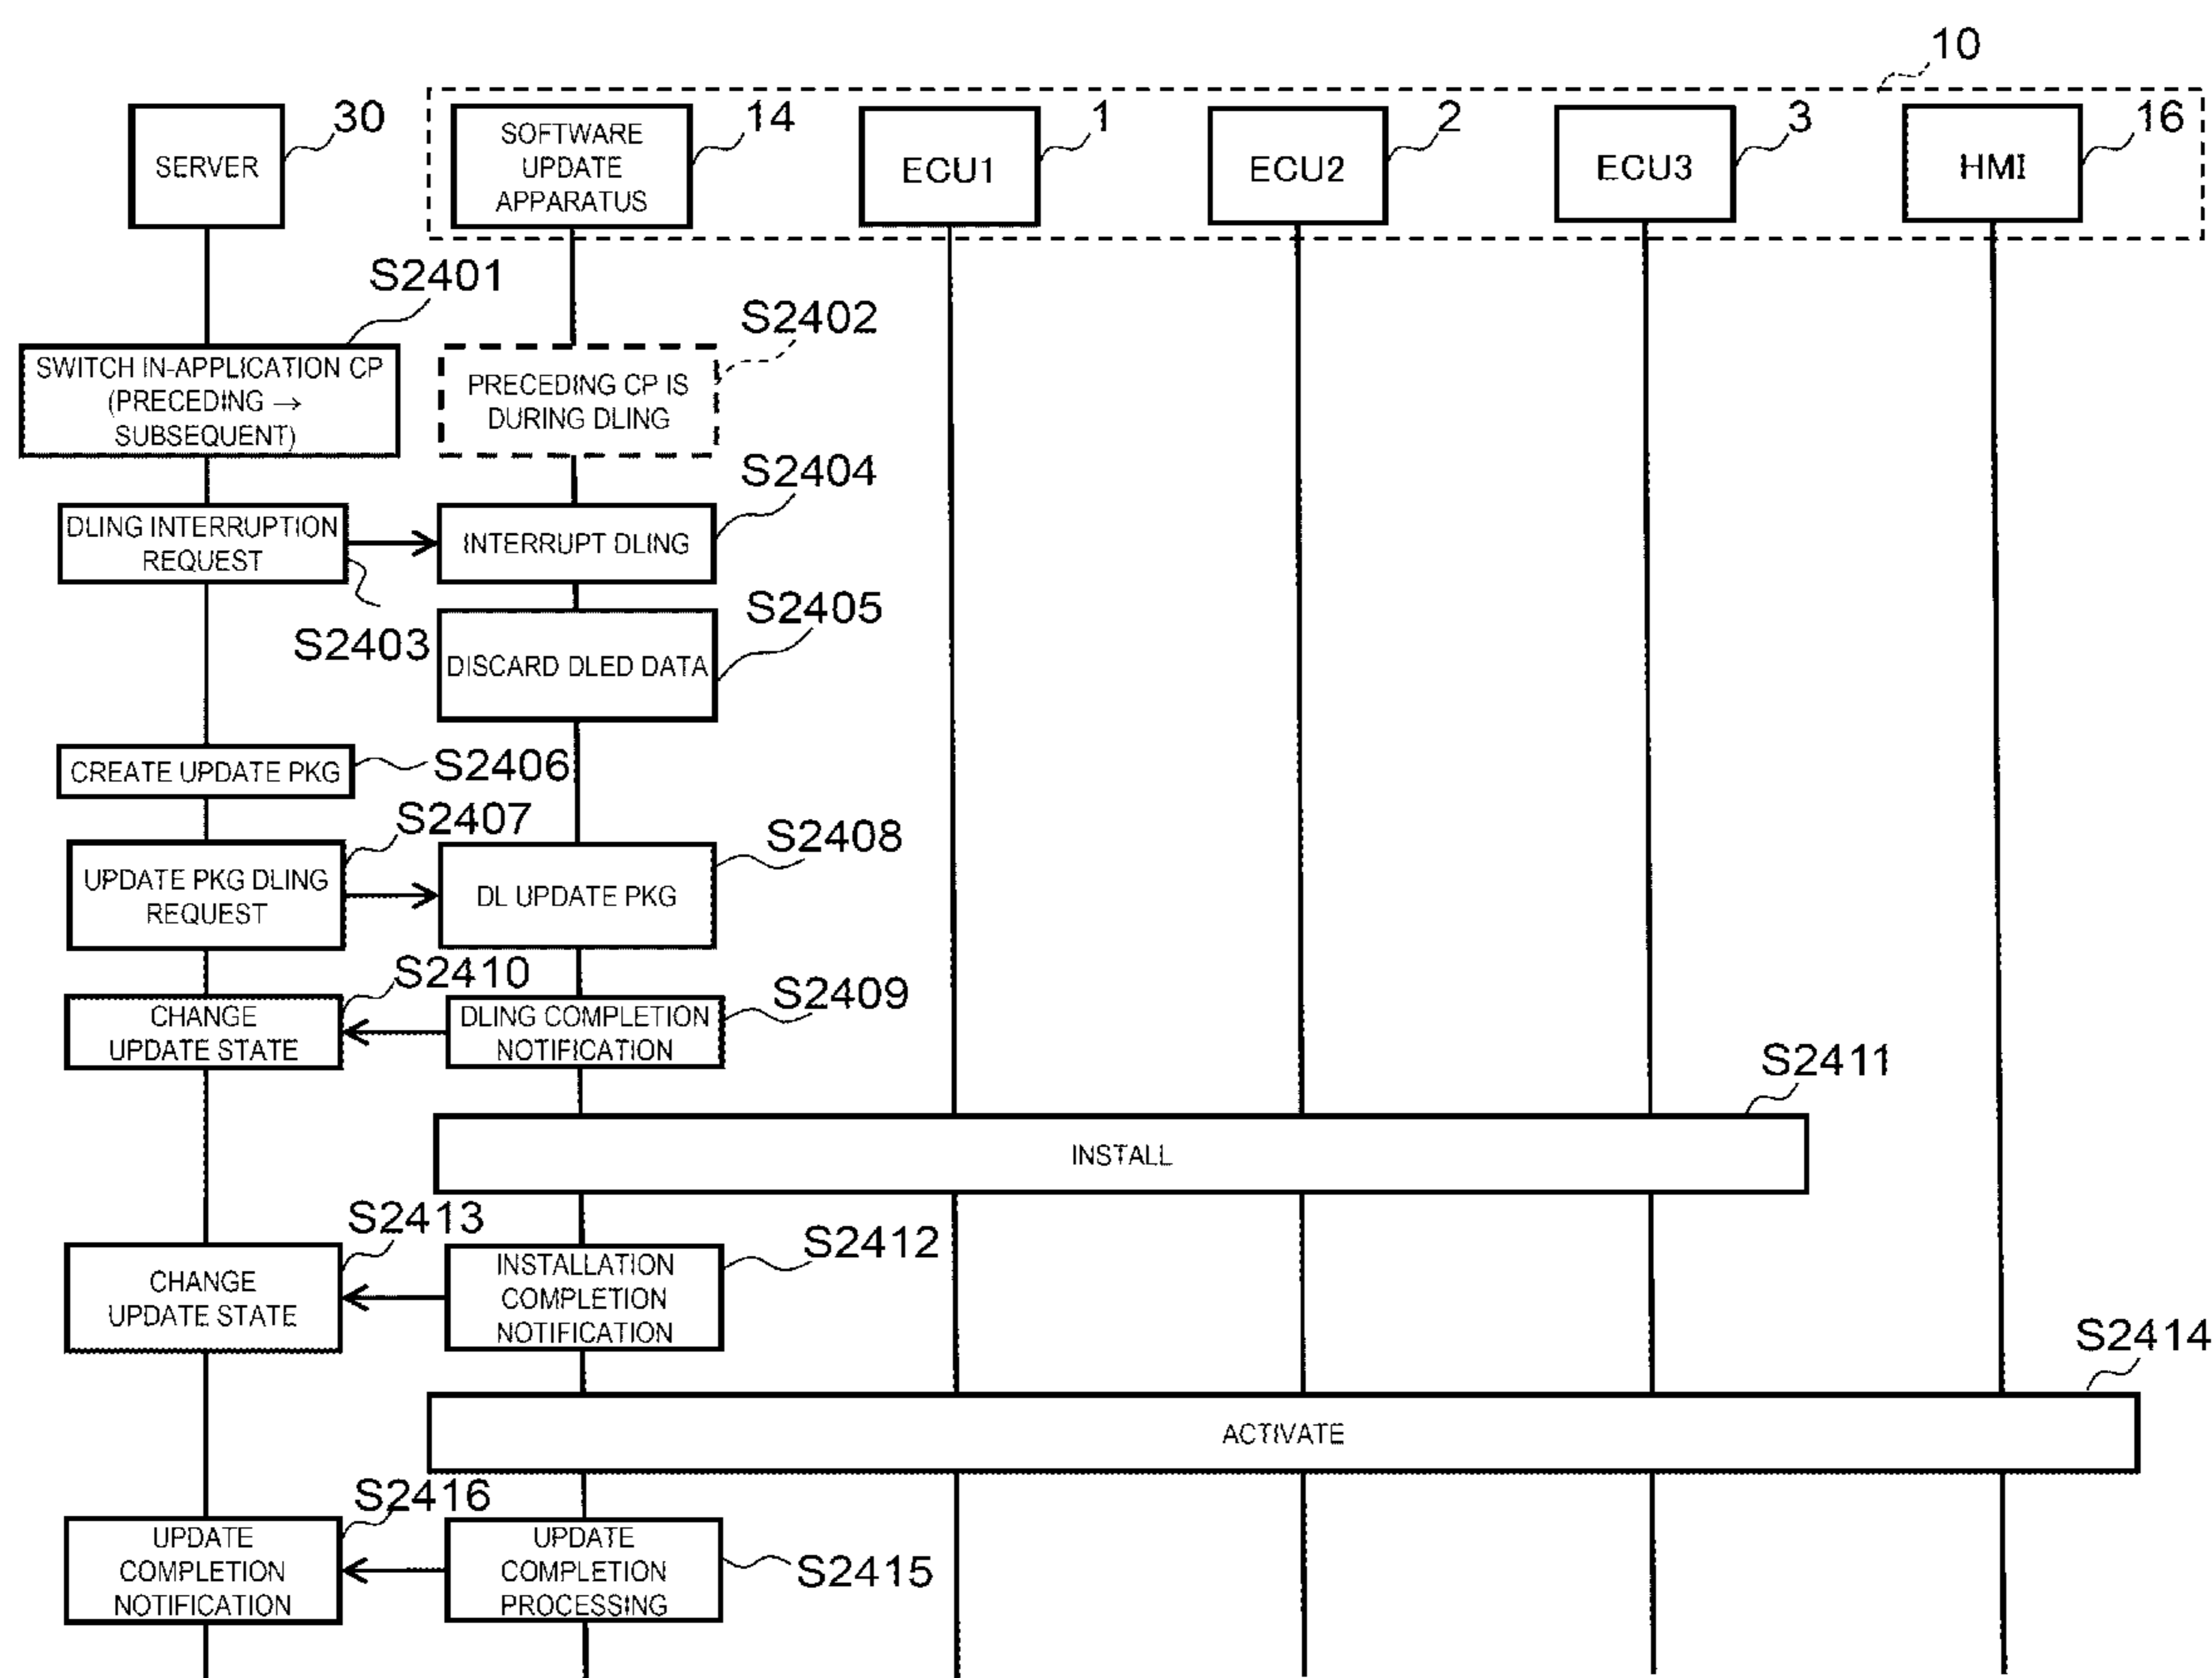 10
SERVER
30
SOFTWARE
UPDATE
APPARATUS
14
ECU1
1
ECU2
2
ECU3
3
HMI
16
S2401
SWITCH IN-APPLICATION CP
(PRECEDING →
SUBSEQUENT)
S2402
PRECEDING CP IS
DURING DLING
DLING INTERRUPTION
REQUEST
S2403
S2404
INTERRUPT DLING
S2405
DISCARD DLED DATA
CREATE UPDATE PKG
S2406
S2407
UPDATE PKG DLING
REQUEST
S2408
DL UPDATE PKG
S2410
CHANGE
UPDATE STATE
S2409
DLING COMPLETION
NOTIFICATION
S2411
INSTALL
S2413
CHANGE
UPDATE STATE
S2412
INSTALLATION
COMPLETION
NOTIFICATION
S2414
ACTIVATE
S2416
UPDATE
COMPLETION
NOTIFICATION
UPDATE
COMPLETION
PROCESSING
S2415